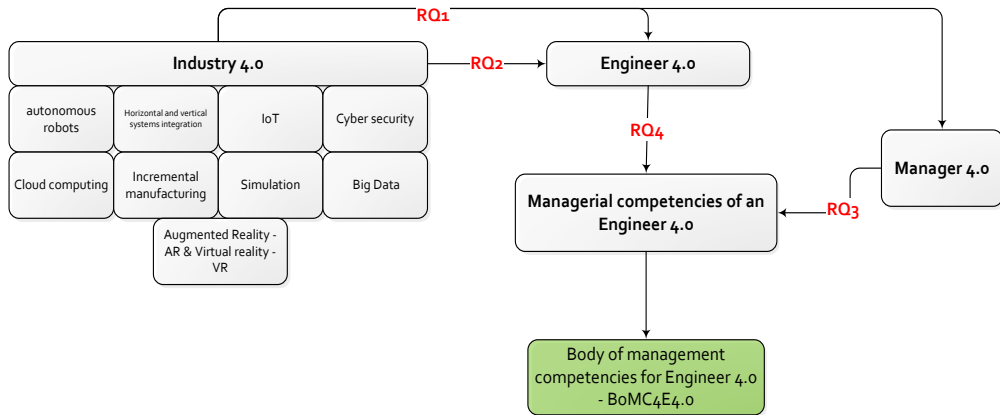 RQ1
Industry 4.0
RQ2
Engineer 4.0
autonomous
robots
Horizontal and vertical
systems integration
IoT
Cyber security
RQ4
Manager 4.0
Cloud computing
Incremental
manufacturing
Simulation
Big Data
Managerial competencies of an
Engineer 4.0
RQ3
Augmented Reality -
AR & Virtual reality -
VR
Body of management
competencies for Engineer 4.0
- BoMC4E4.0